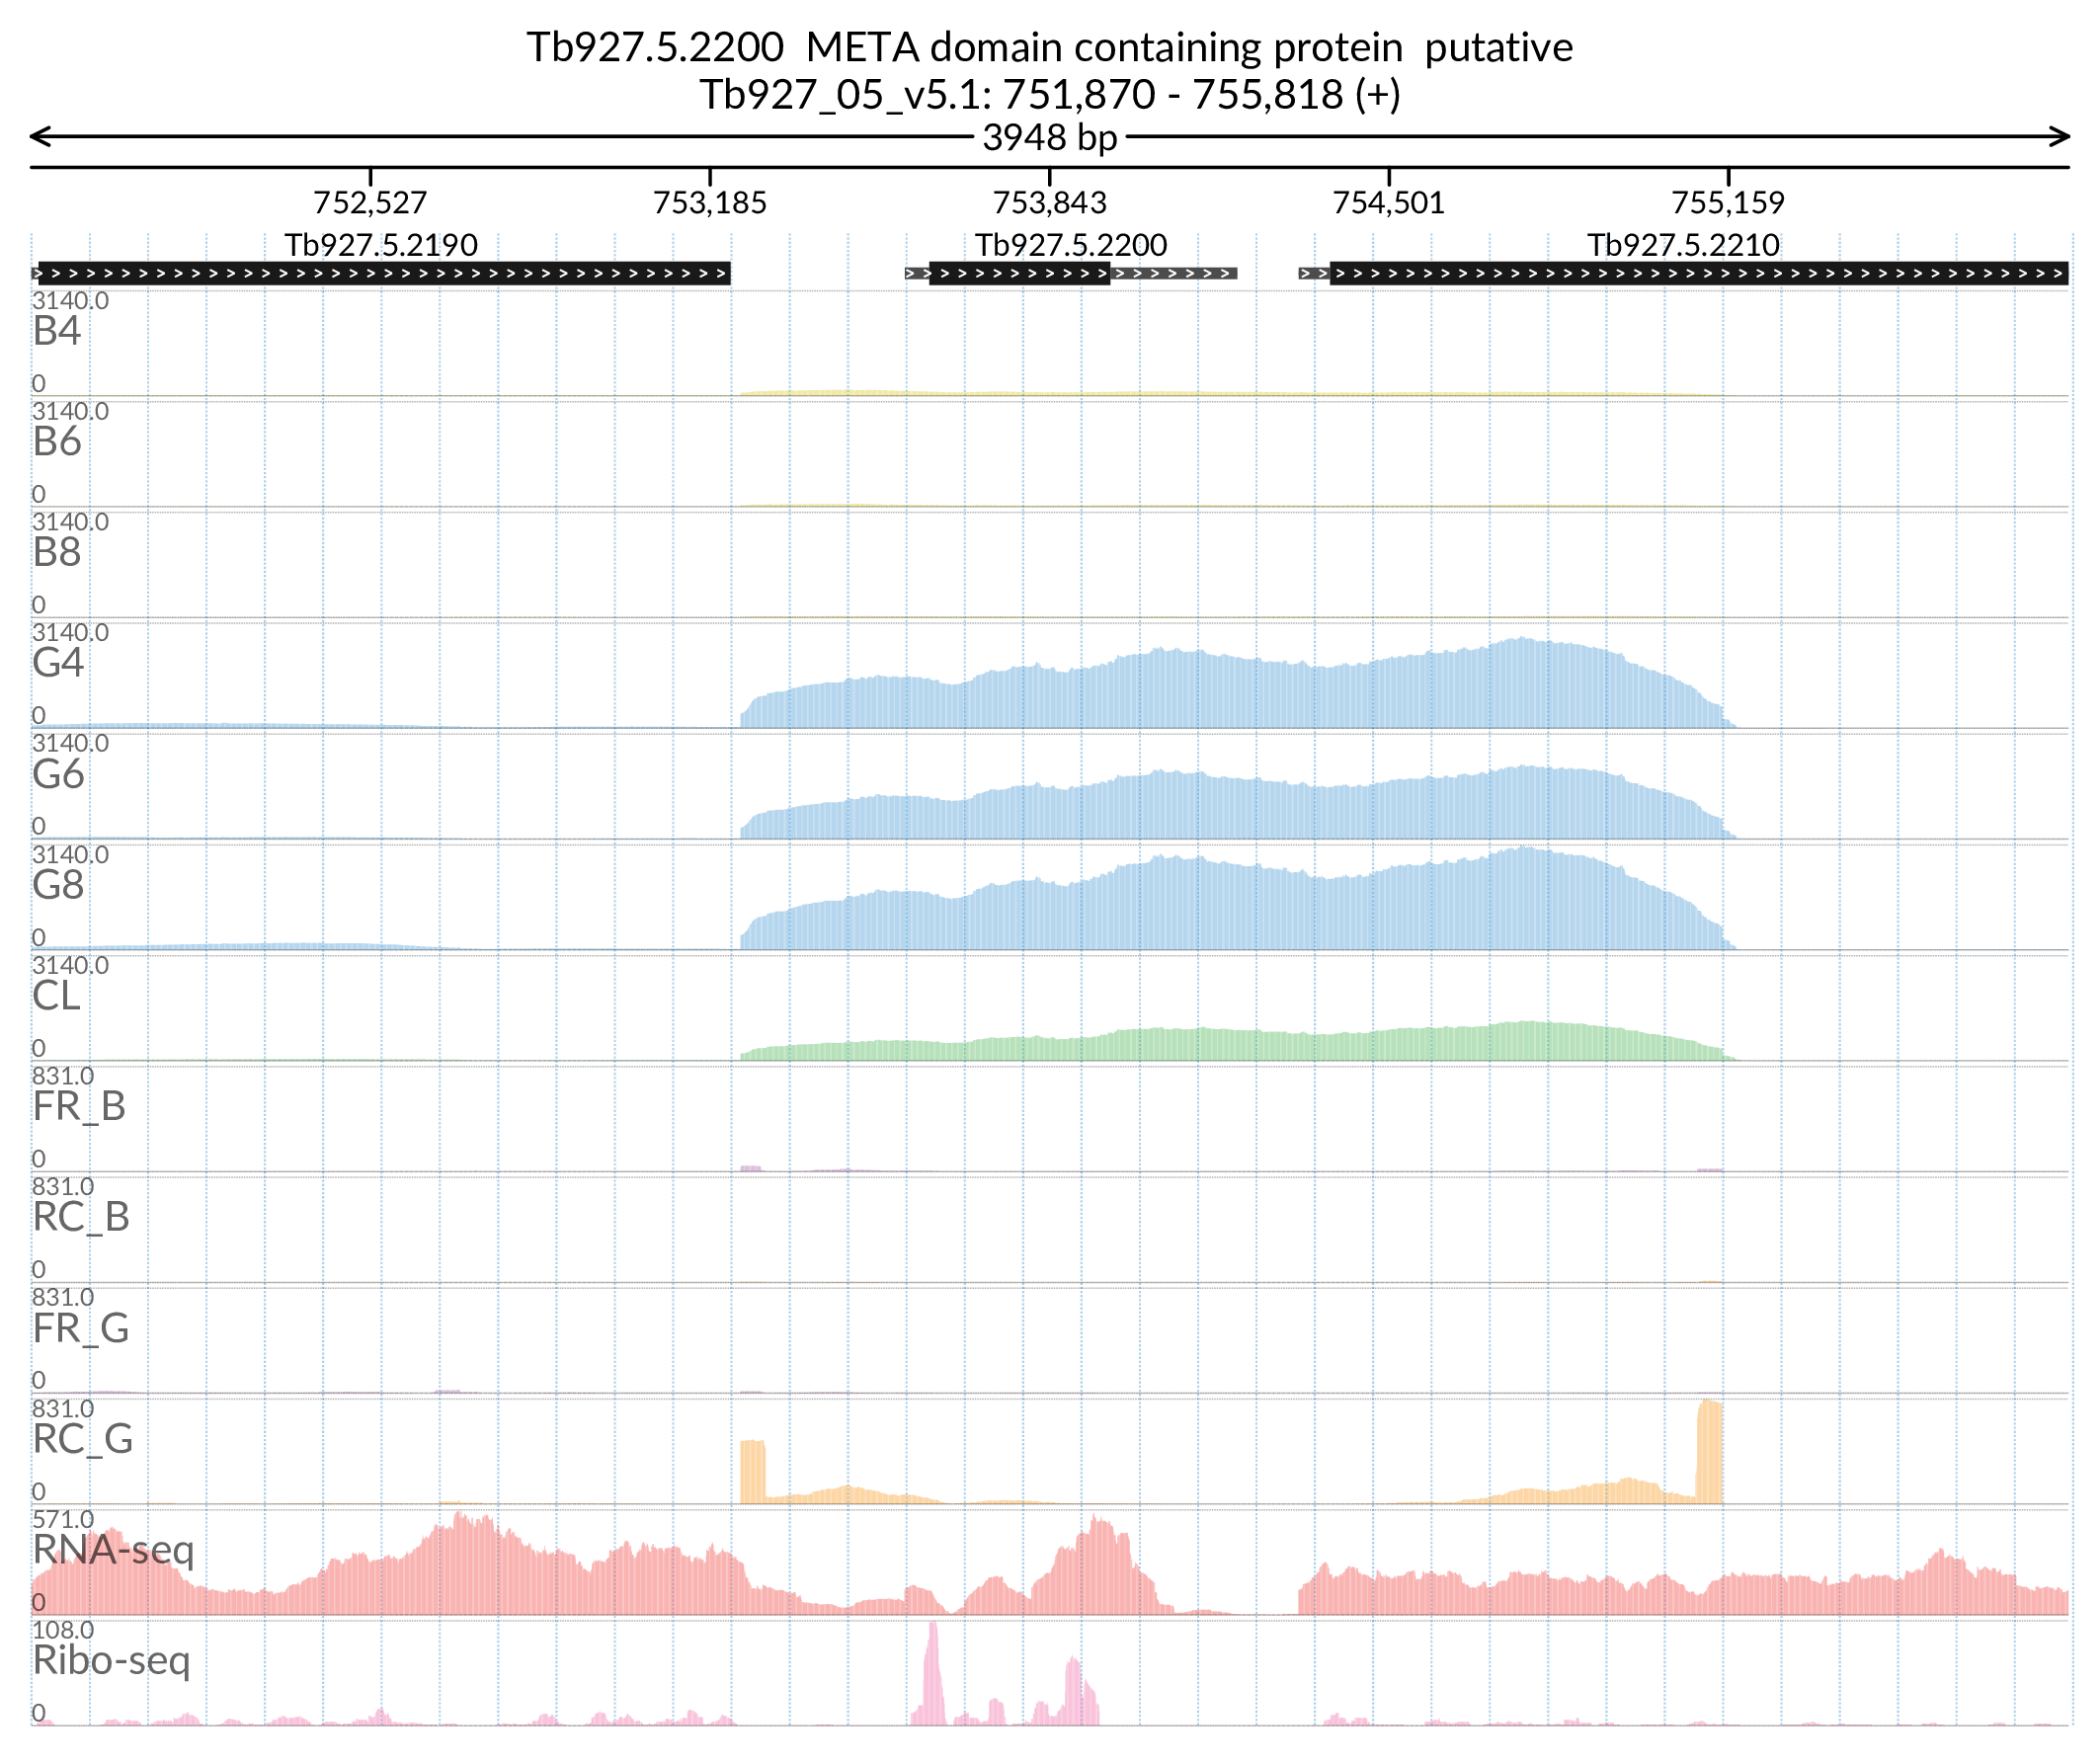 Tb927.5.2200  META domain containing protein  putative
Tb927_05_v5.1: 751,870 - 755,818 (+)
3948 bp
752,527 753,185 753,843 754,501 755,159
Tb927.5.2190 Tb927.5.2200 Tb927.5.2210
3140.0
B4
0
3140.0
B6
0
3140.0
B8
0
3140.0
G4
0
3140.0
G6
0
3140.0
G8
0
3140.0
CL
0
831.0
FR_B
0
831.0
RC_B
0
831.0
FR_G
0
831.0
RC_G
0
571.0
RNA-seq
0
108.0
Ribo-seq
0